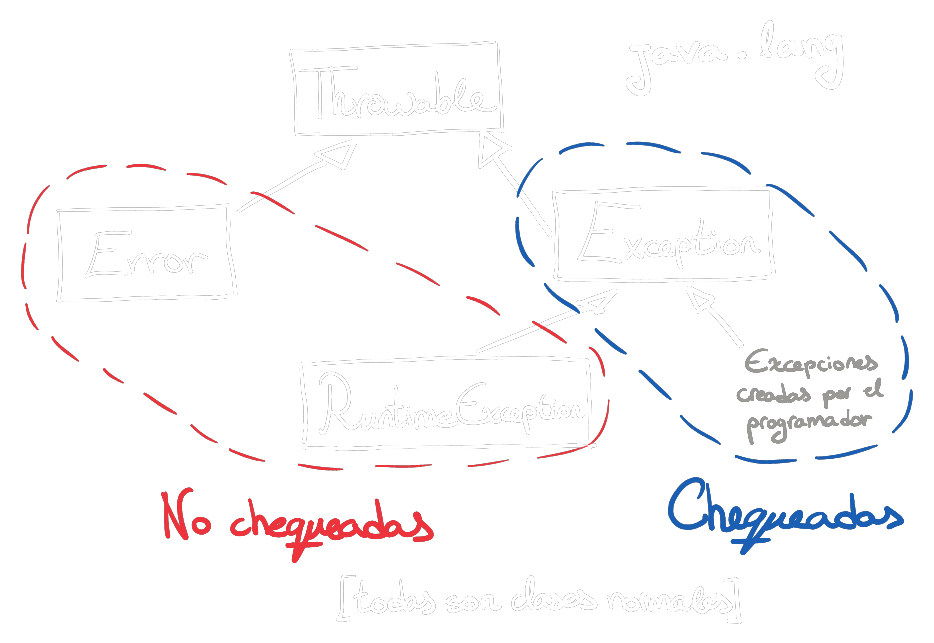 java.lang
Throwable
Error
Exception
RuntimeException
Excepciones
creadas por el
programador
No chequeadas
Chequeadas
[todas son clases normales]